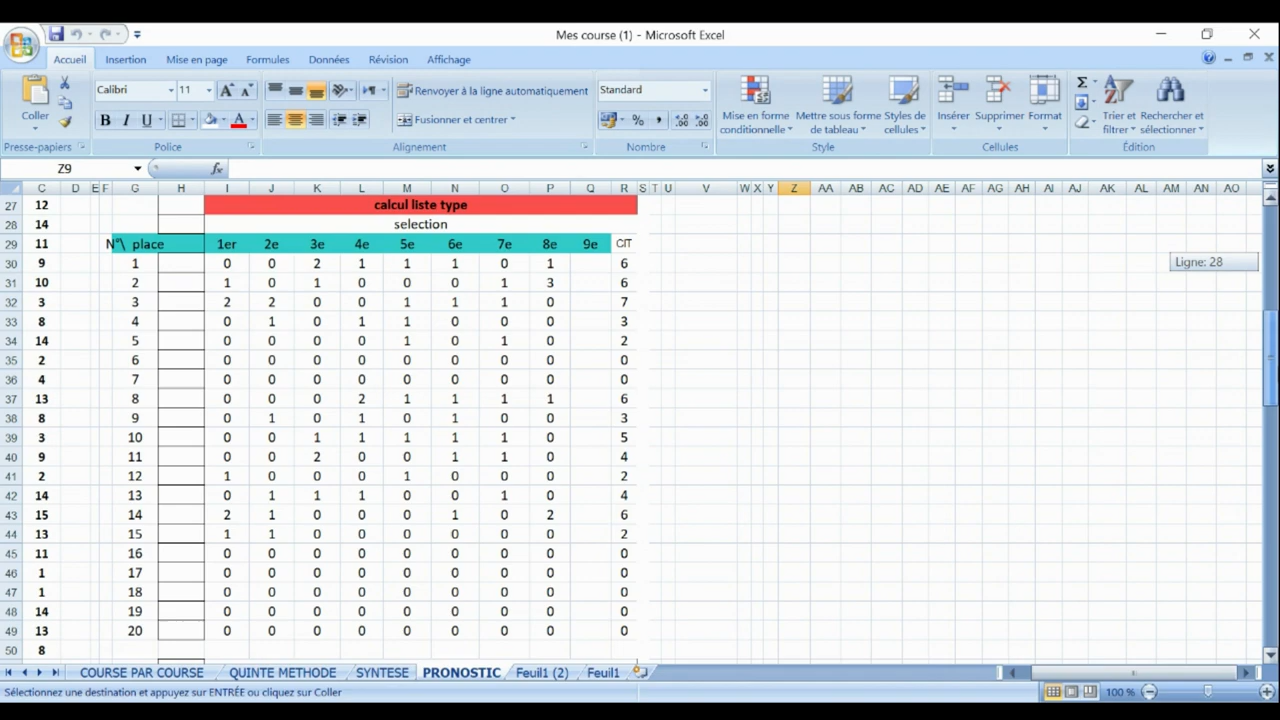 Mes course (1) - Microsoft Excel
Accueil Insertion Mise en page Formules Données Révision Affichage
Calibri 11 Renvoyer à la ligne automatiquement Standard
Coller G I S Fusionner et centrer % Mise en forme conditionnelle Mettre sous forme de tableau Styles de cellules Insérer Supprimer Format Σ Trier et filtrer Rechercher et sélectionner
Presse-papiers Police Alignement Nombre Style Cellules Édition
Z9 fx
C D E F G H I J K L M N O P Q R S T U V W X Y Z AA AB AC AD AE AF AG AH AI AJ AK AL AM AN AO
27 12 calcul liste type
28 14 selection
29 11 N°\ place 1er 2e 3e 4e 5e 6e 7e 8e 9e CIT
30 9 1 0 0 2 1 1 1 0 1 6
Ligne: 28
31 10 2 1 0 1 0 0 0 1 3 6
32 3 3 2 2 0 0 1 1 1 0 7
33 8 4 0 1 0 1 1 0 0 0 3
34 14 5 0 0 0 0 1 0 1 0 2
35 2 6 0 0 0 0 0 0 0 0 0
36 4 7 0 0 0 0 0 0 0 0 0
37 13 8 0 0 0 2 1 1 1 1 6
38 8 9 0 1 0 1 0 1 0 0 3
39 3 10 0 0 1 1 1 1 1 0 5
40 9 11 0 0 2 0 0 1 1 0 4
41 2 12 1 0 0 0 1 0 0 0 2
42 14 13 0 1 1 1 0 0 1 0 4
43 15 14 2 1 0 0 0 1 0 2 6
44 13 15 1 1 0 0 0 0 0 0 2
45 11 16 0 0 0 0 0 0 0 0 0
46 1 17 0 0 0 0 0 0 0 0 0
47 1 18 0 0 0 0 0 0 0 0 0
48 14 19 0 0 0 0 0 0 0 0 0
49 13 20 0 0 0 0 0 0 0 0 0
50 8
COURSE PAR COURSE QUINTE METHODE SYNTESE PRONOSTIC Feuil1 (2) Feuil1
Sélectionnez une destination et appuyez sur ENTRÉE ou cliquez sur Coller 100 %